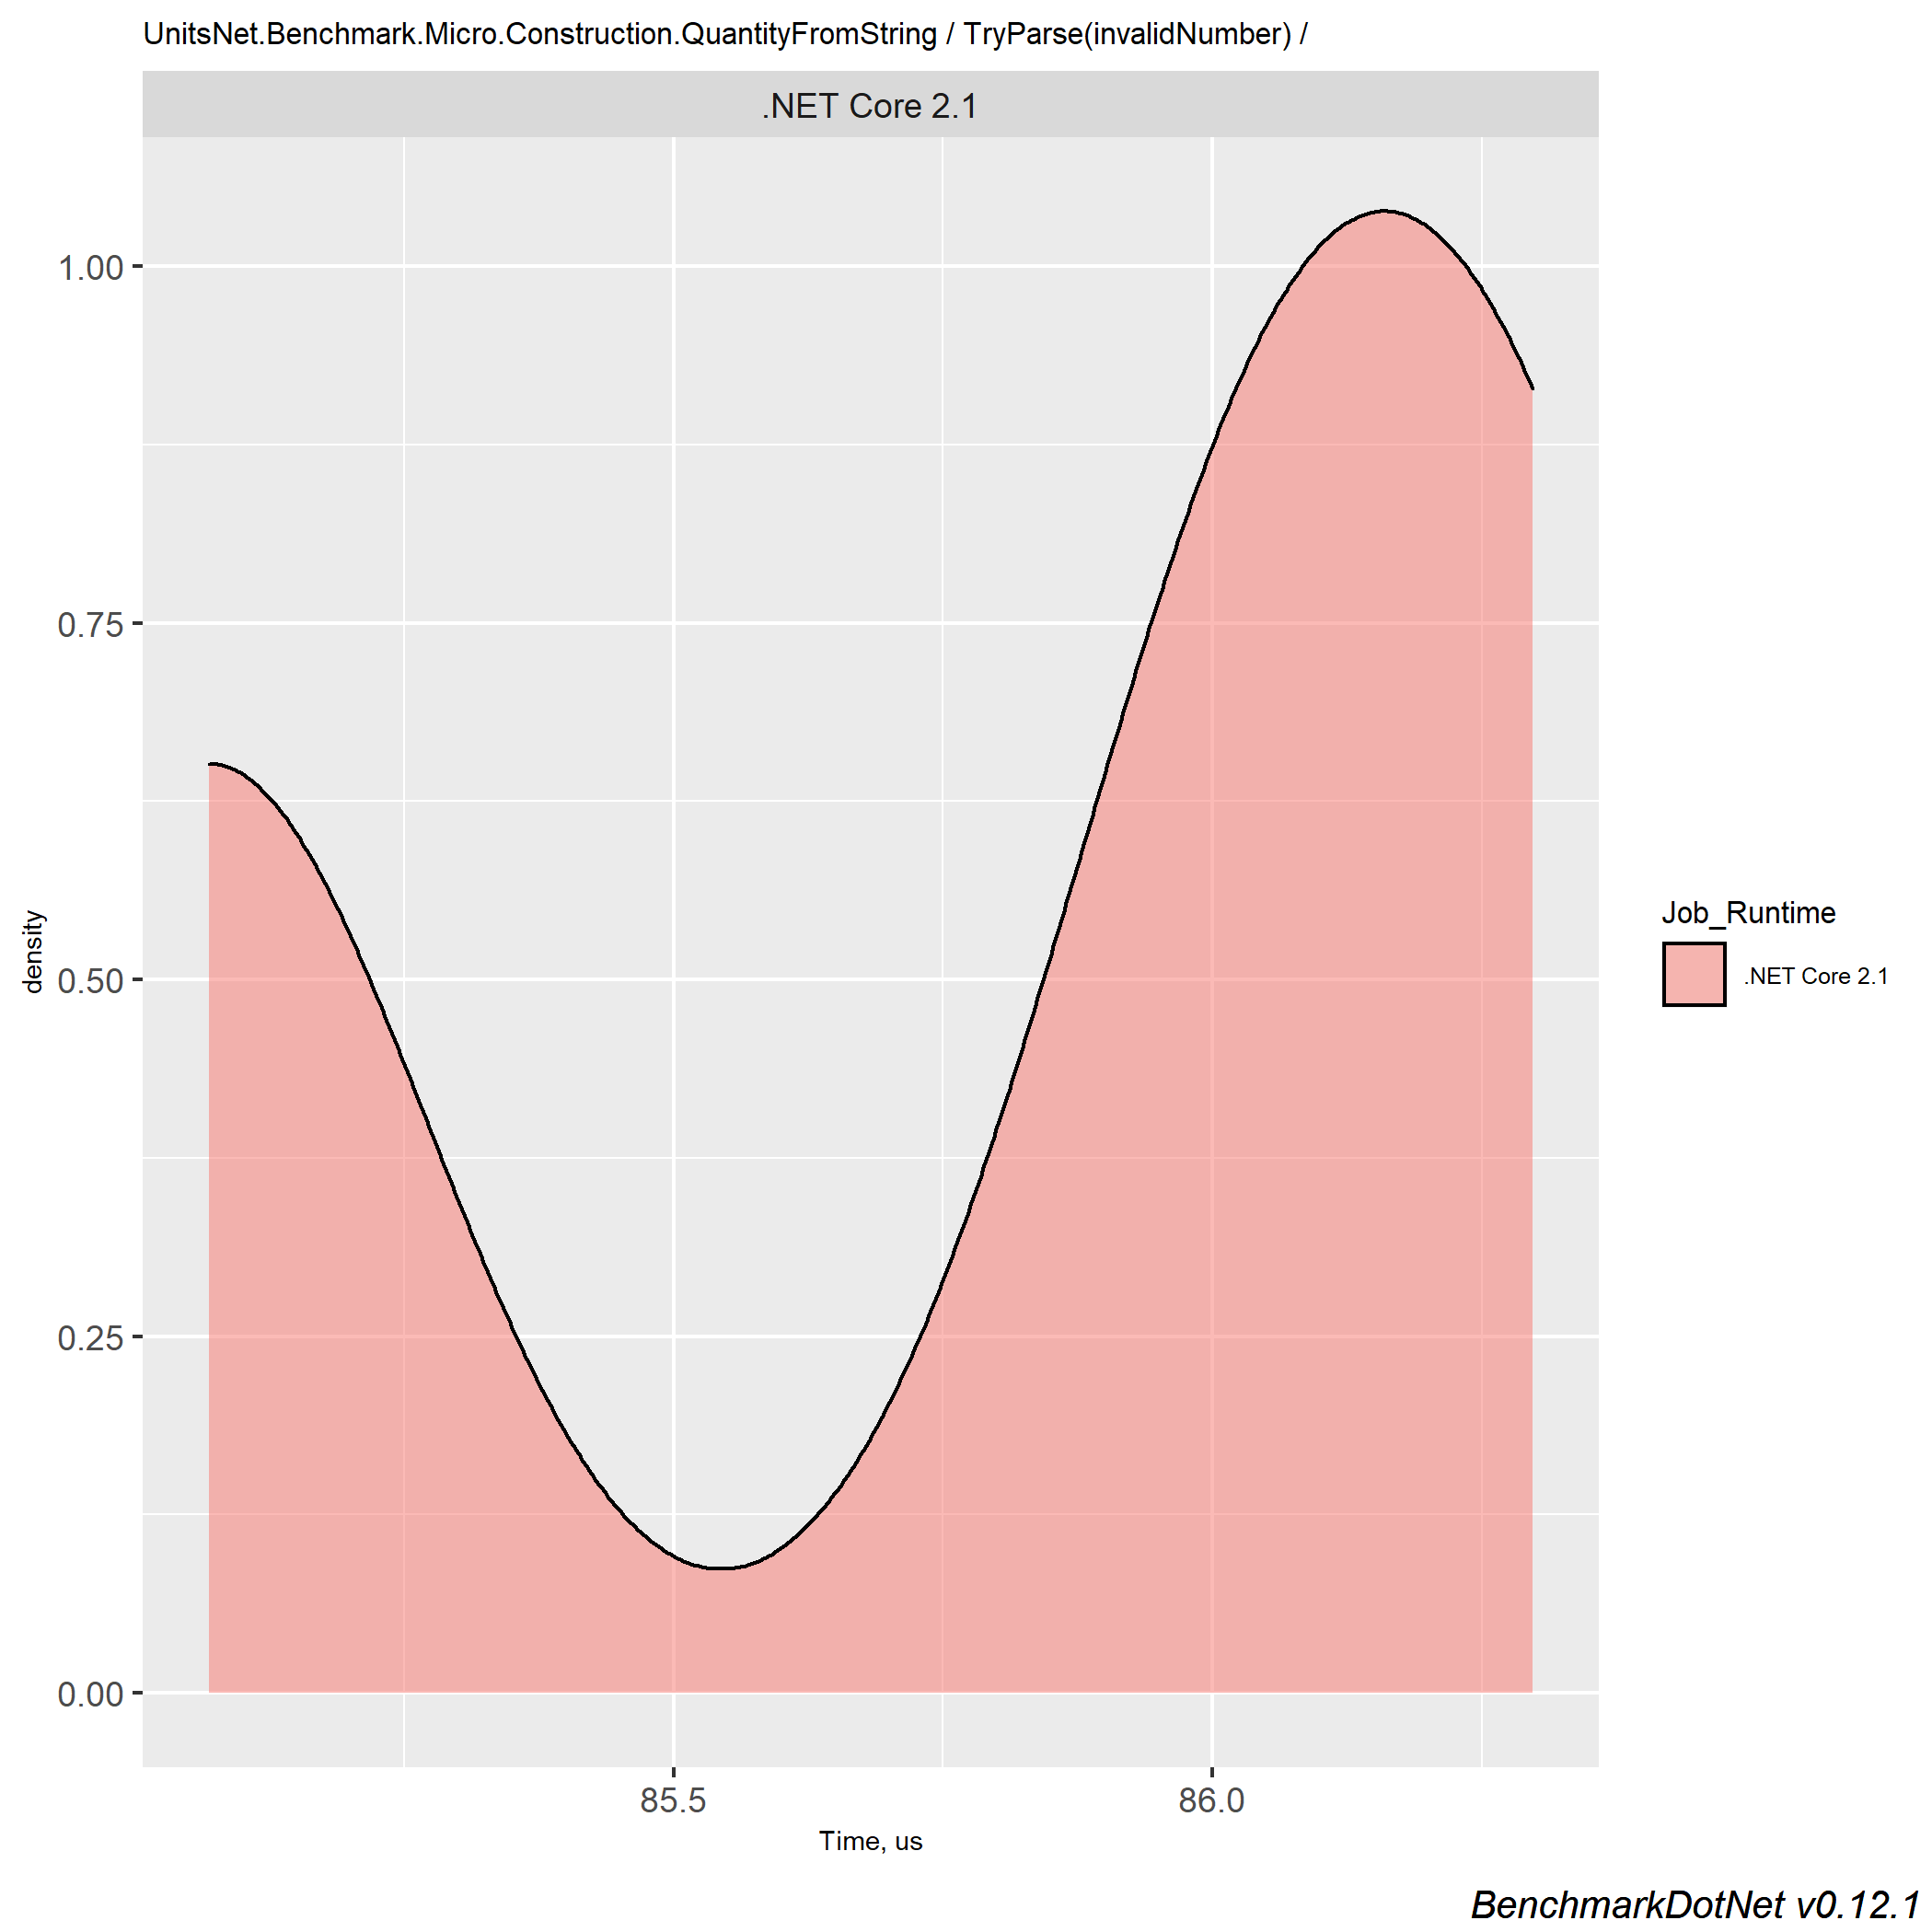 UnitsNet.Benchmark.Micro.Construction.QuantityFromString / TryParse(invalidNumber) /
.NET Core 2.1
1.00
0.75
0.50
0.25
0.00
density
85.5
86.0
Time, us
Job_Runtime
.NET Core 2.1
BenchmarkDotNet v0.12.1